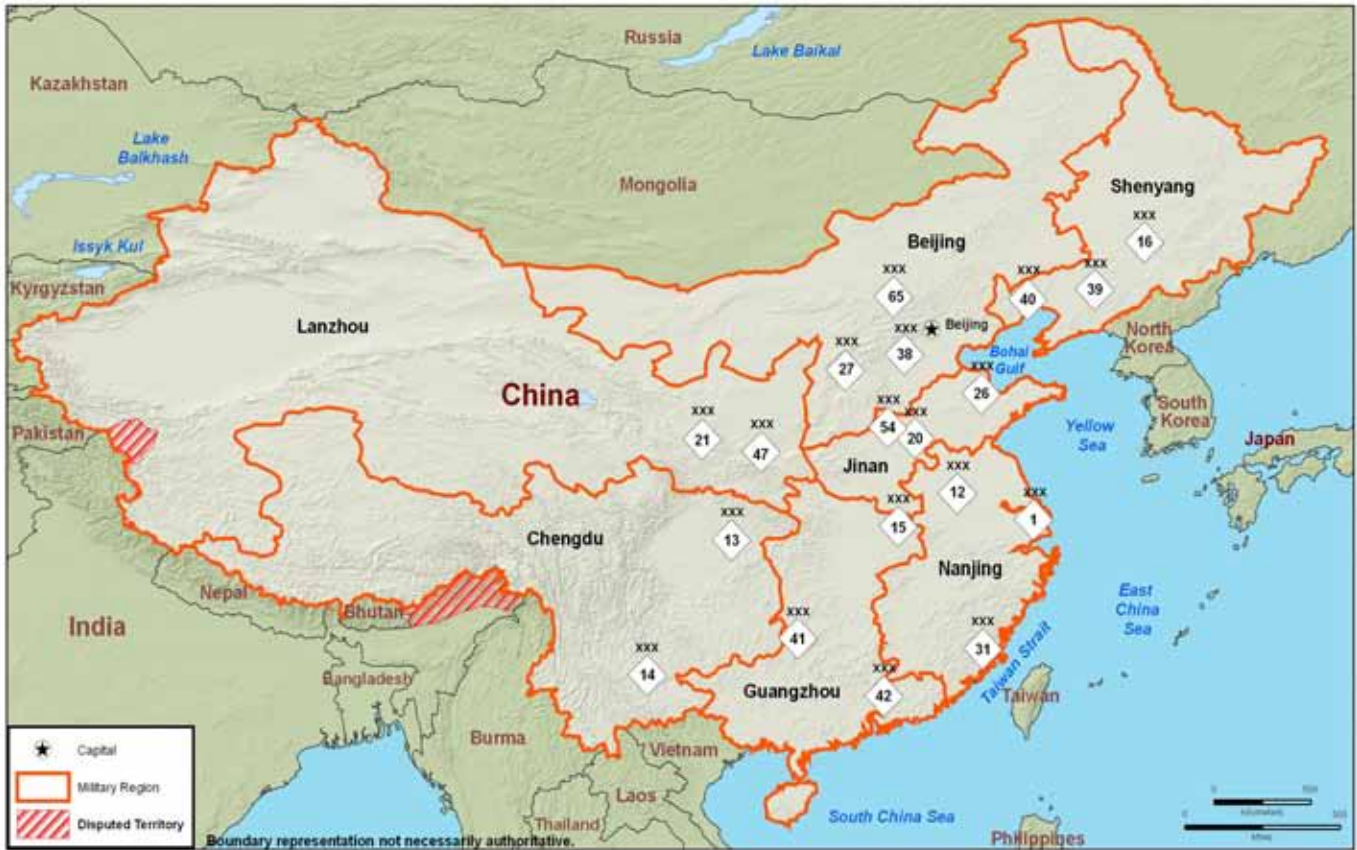 Russia
Lake Baikal
Kazakhstan
Lake
Balkhash
Mongolia
Shenyang
XXX
16
Issyk Kul
Beijing
Kyrgyzstan
XXX
65
XXX
40
XXX
39
Lanzhou
XXX
38
Beijing
North
Korea
XXX
27
Bohai
Gulf
China
XXX
26
South
Korea
Pakistan
XXX
21
XXX
47
XXX
54
XXX
20
Yellow
Sea
Japan
Jinan
XXX
12
XXX
15
XXX
1
Chengdu
XXX
13
Nanjing
Nepal
Bhutan
East
China
Sea
India
XXX
41
XXX
31
XXX
14
Bangladesh
Guangzhou
XXX
42
Taiwan Strait
Taiwan
Burma
Vietnam
Capital
Military Region
Disputed Territory
Laos
Thailand
South China Sea
Philippines
Boundary representation not necessarily authoritative.
0
Kilometers
0
Miles